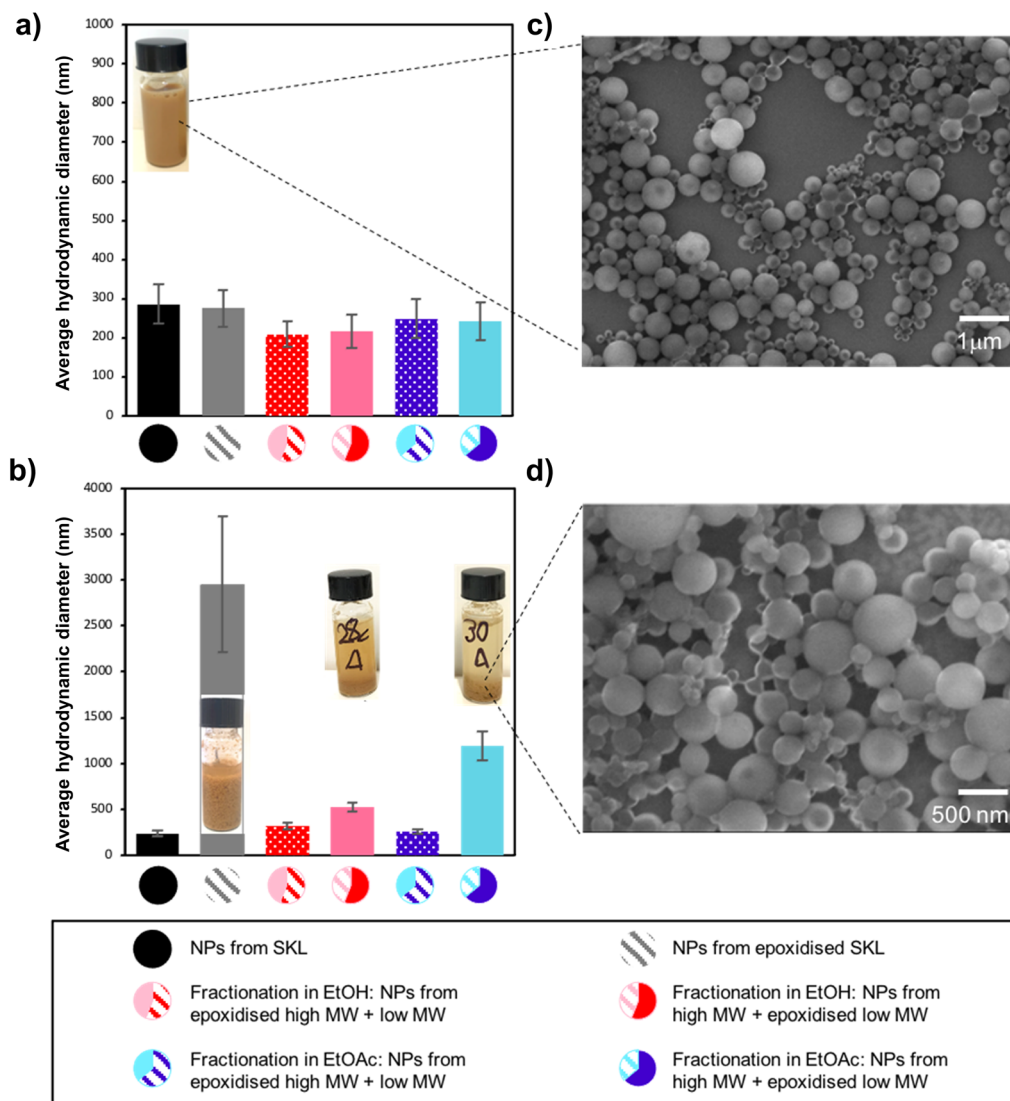 a)
Average hydrodynamic diameter (nm)
1000
900
800
700
600
500
400
300
200
100
0
c)
1μm
b)
Average hydrodynamic diameter (nm)
4000
3500
3000
2500
2000
1500
1000
500
0
28c
Δ
30
Δ
d)
500 nm
NPs from SKL
NPs from epoxidised SKL
Fractionation in EtOH: NPs from
epoxidised high MW + low MW
Fractionation in EtOH: NPs from
high MW + epoxidised low MW
Fractionation in EtOAc: NPs from
epoxidised high MW + low MW
Fractionation in EtOAc: NPs from
high MW + epoxidised low MW